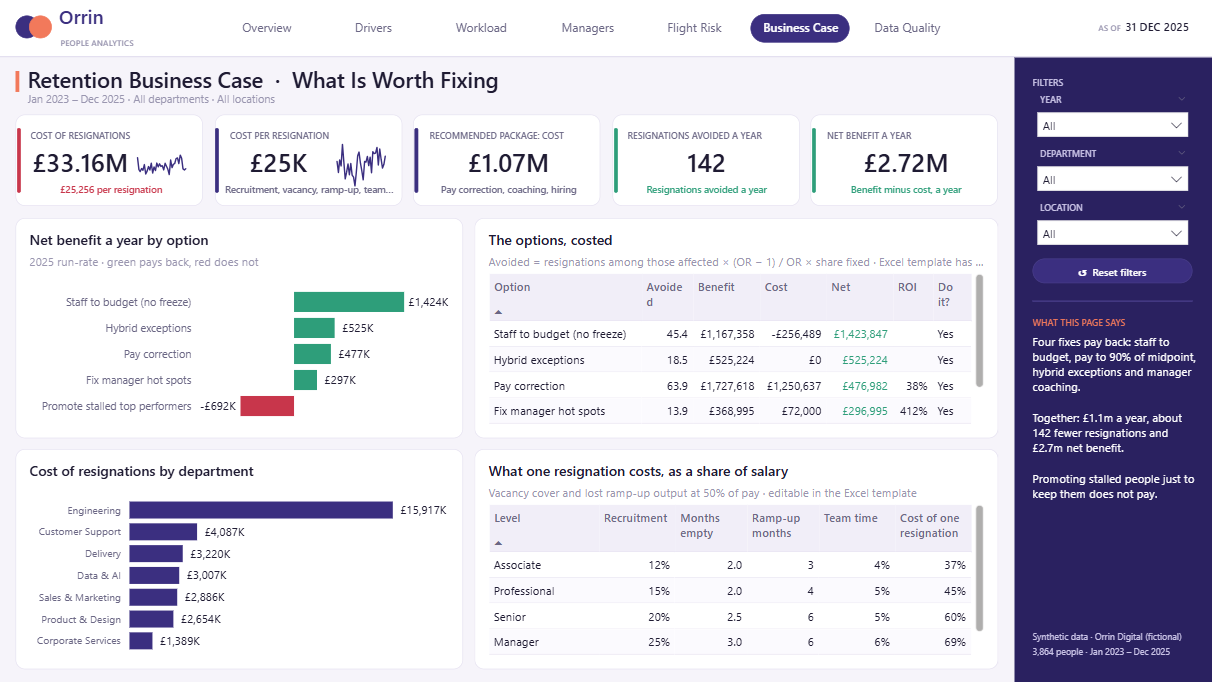 Orrin
PEOPLE ANALYTICS
Overview
Drivers
Workload
Managers
Flight Risk
Business Case
Data Quality
AS OF 31 DEC 2025
Retention Business Case · What Is Worth Fixing
Jan 2023 – Dec 2025 · All departments · All locations
COST OF RESIGNATIONS
£33.16M
£25,256 per resignation
COST PER RESIGNATION
£25K
Recruitment, vacancy, ramp-up, team...
RECOMMENDED PACKAGE: COST
£1.07M
Pay correction, coaching, hiring
RESIGNATIONS AVOIDED A YEAR
142
Resignations avoided a year
NET BENEFIT A YEAR
£2.72M
Benefit minus cost, a year
Net benefit a year by option
2025 run-rate · green pays back, red does not
Staff to budget (no freeze) £1,424K
Hybrid exceptions £525K
Pay correction £477K
Fix manager hot spots £297K
Promote stalled top performers -£692K
The options, costed
Avoided = resignations among those affected × (OR − 1) / OR × share fixed · Excel template has ...
Option Avoide Benefit Cost Net ROI Do
d it?
Staff to budget (no freeze) 45.4 £1,167,358 -£256,489 £1,423,847 Yes
Hybrid exceptions 18.5 £525,224 £0 £525,224 Yes
Pay correction 63.9 £1,727,618 £1,250,637 £476,982 38% Yes
Fix manager hot spots 13.9 £368,995 £72,000 £296,995 412% Yes
Cost of resignations by department
Engineering £15,917K
Customer Support £4,087K
Delivery £3,220K
Data & AI £3,007K
Sales & Marketing £2,886K
Product & Design £2,654K
Corporate Services £1,389K
What one resignation costs, as a share of salary
Vacancy cover and lost ramp-up output at 50% of pay · editable in the Excel template
Level Recruitment Months Ramp-up Team time Cost of one
empty months resignation
Associate 12% 2.0 3 4% 37%
Professional 15% 2.0 4 5% 45%
Senior 20% 2.5 6 5% 60%
Manager 25% 3.0 6 6% 69%
FILTERS
YEAR
All
DEPARTMENT
All
LOCATION
All
↺ Reset filters
WHAT THIS PAGE SAYS
Four fixes pay back: staff to
budget, pay to 90% of midpoint,
hybrid exceptions and manager
coaching.
Together: £1.1m a year, about
142 fewer resignations and
£2.7m net benefit.
Promoting stalled people just to
keep them does not pay.
Synthetic data · Orrin Digital (fictional)
3,864 people · Jan 2023 – Dec 2025